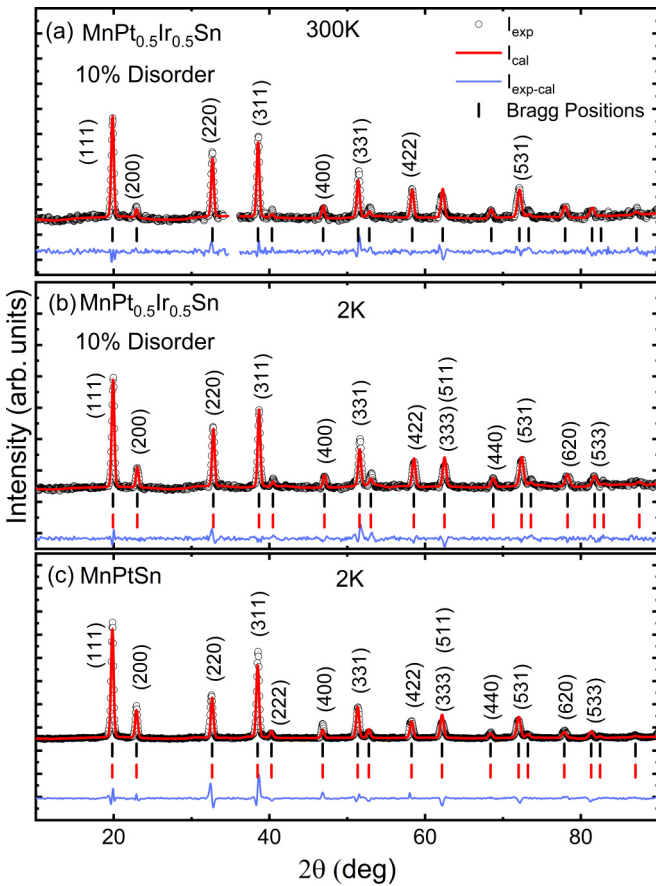 (a) MnPt0.5Ir0.5Sn 300K
10% Disorder
Iexp
Ical
Iexp-cal
Bragg Positions
(111) (200) (220) (311) (400) (331) (422) (531)
(b) MnPt0.5Ir0.5Sn 2K
10% Disorder
(111) (200) (220) (311) (400) (331) (422) (333) (511) (440) (531) (620) (533)
(c) MnPtSn 2K
(111) (200) (220) (311) (222) (400) (331) (422) (333) (511) (440) (531) (620) (533)
Intensity (arb. units)
20 40 60 80
2θ (deg)